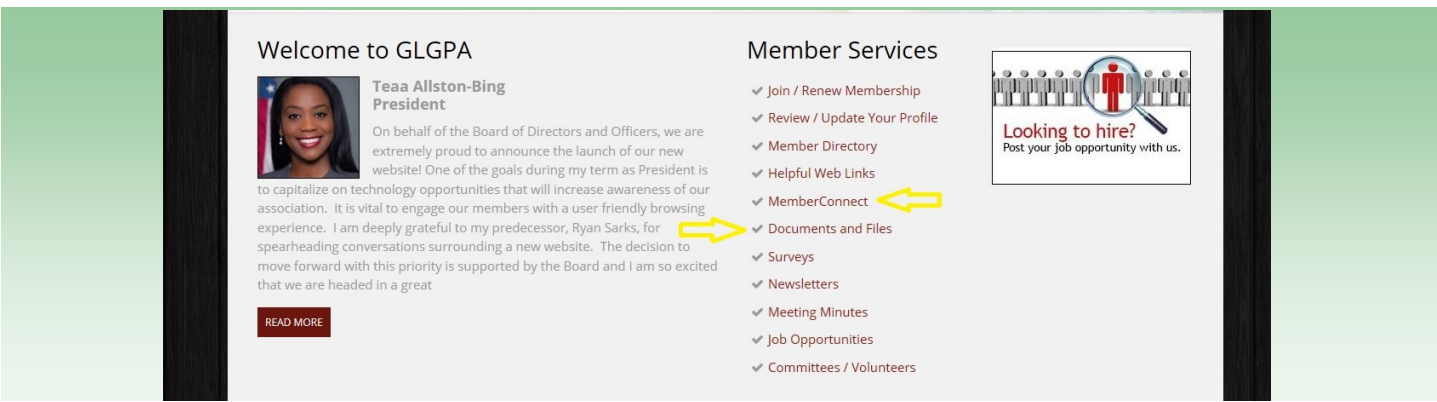 Welcome to GLGPA
Teaa Allston-Bing
President
On behalf of the Board of Directors and Officers, we are
extremely proud to announce the launch of our new
website! One of the goals during my term as President is
to capitalize on technology opportunities that will increase awareness of our
association. It is vital to engage our members with a user friendly browsing
experience. I am deeply grateful to my predecessor, Ryan Sarks, for
spearheading conversations surrounding a new website. The decision to
move forward with this priority is supported by the Board and I am so excited
that we are headed in a great
READ MORE
Member Services
Join / Renew Membership
Review / Update Your Profile
Member Directory
Helpful Web Links
MemberConnect
Documents and Files
Surveys
Newsletters
Meeting Minutes
Job Opportunities
Committees / Volunteers
Looking to hire?
Post your job opportunity with us.